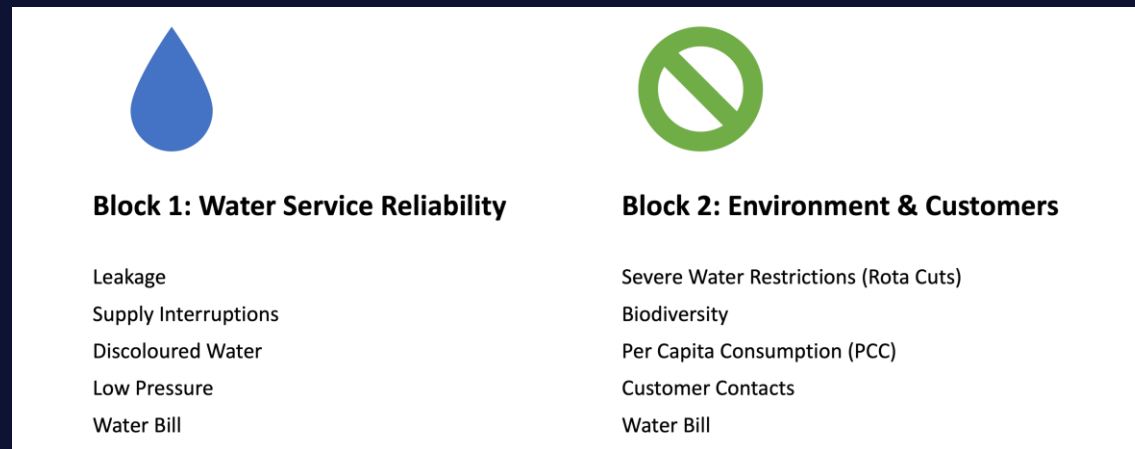 Block 1: Water Service Reliability
Leakage
Supply Interruptions
Discoloured Water
Low Pressure
Water Bill
Block 2: Environment & Customers
Severe Water Restrictions (Rota Cuts)
Biodiversity
Per Capita Consumption (PCC)
Customer Contacts
Water Bill